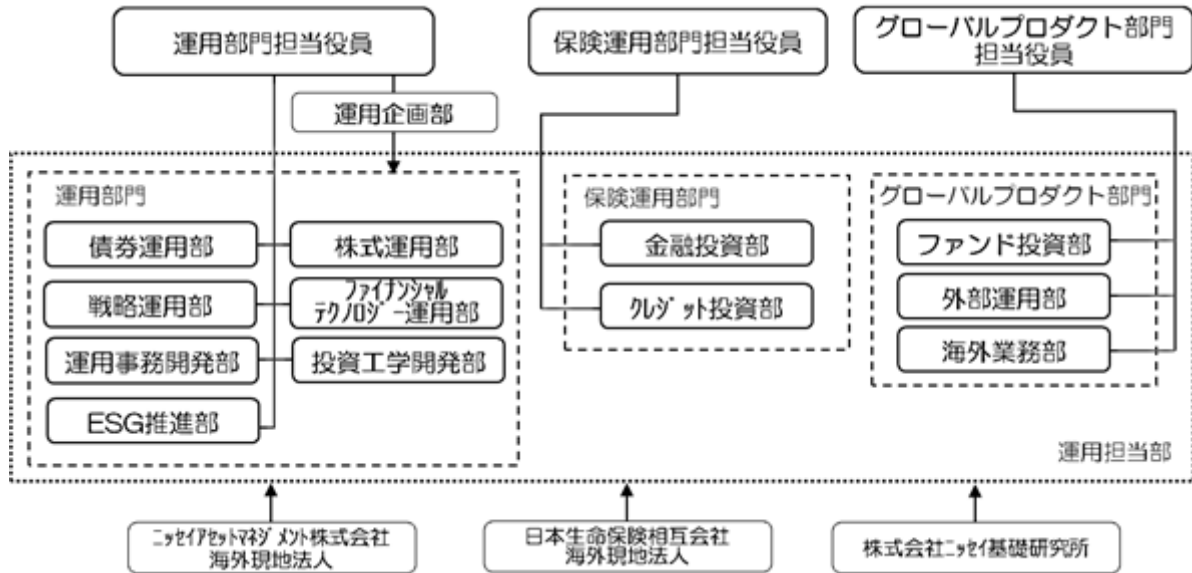 運用部門担当役員
保険運用部門担当役員
グローバルプロダクト部門
担当役員
運用企画部
運用部門
債券運用部
株式運用部
戦略運用部
ファイナンシャル
テクノロジー運用部
運用事務開発部
投資工学開発部
ESG推進部
保険運用部門
金融投資部
クレジット投資部
グローバルプロダクト部門
ファンド投資部
外部運用部
海外業務部
運用担当部
ニッセイアセットマネジメント株式会社
海外現地法人
日本生命保険相互会社
海外現地法人
株式会社ニッセイ基礎研究所